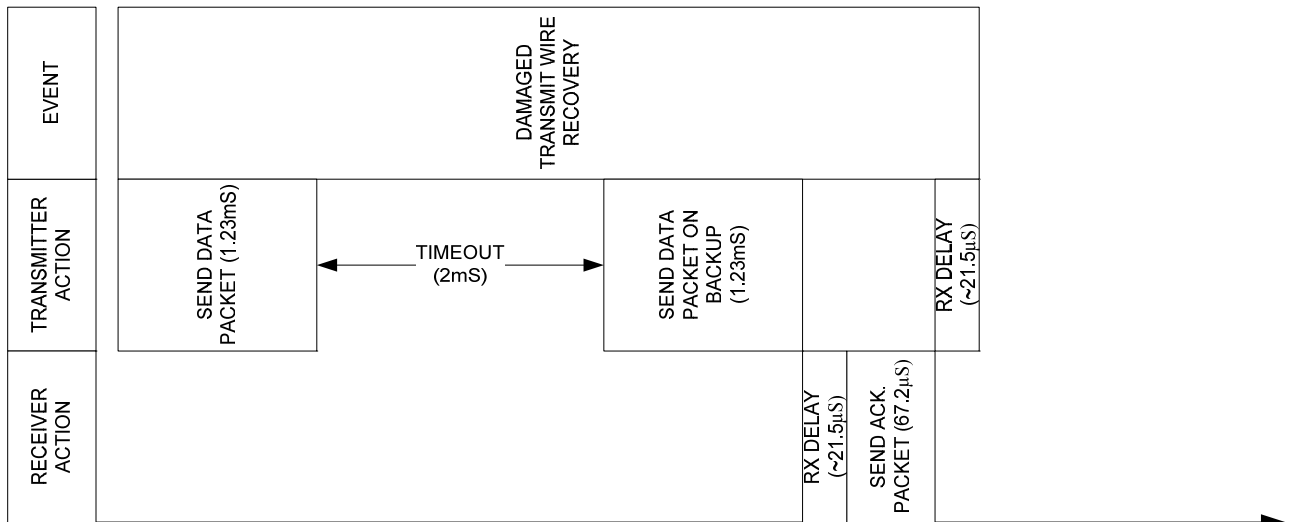 EVENT
DAMAGED
TRANSMIT WIRE
RECOVERY
TRANSMITTER
ACTION
SEND DATA
PACKET (1.23mS)
TIMEOUT
(2mS)
SEND DATA
PACKET ON
BACKUP
(1.23mS)
RX DELAY
(~21.5µS)
RECEIVER
ACTION
RX DELAY
(~21.5µS)
SEND ACK.
PACKET (67.2µS)